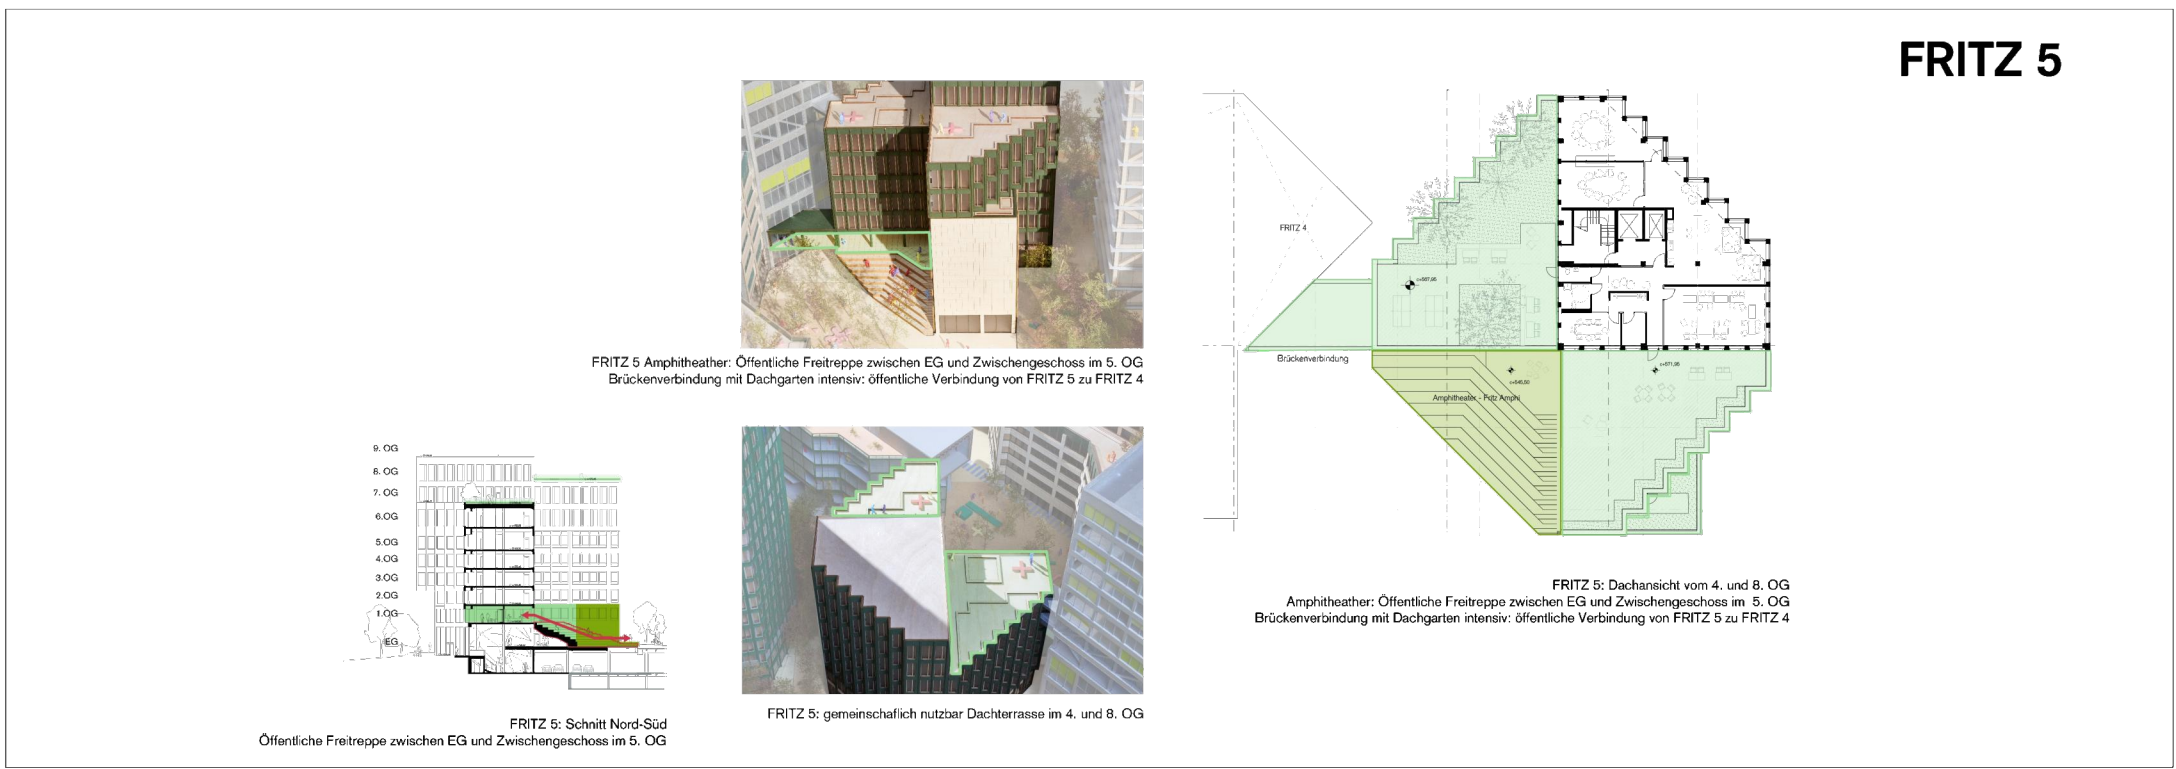 FRITZ 5
FRITZ 5 Amphitheather: Öffentliche Freitreppe zwischen EG und Zwischengeschoss im 5. OG
Brückenverbindung mit Dachgarten intensiv: öffentliche Verbindung von FRITZ 5 zu FRITZ 4
9. OG
8. OG
7. OG
6.OG
5.OG
4.OG
3.OG
2.OG
1.OG
EG
FRITZ 5: Schnitt Nord-Süd
Öffentliche Freitreppe zwischen EG und Zwischengeschoss im 5. OG
FRITZ 5: gemeinschaflich nutzbar Dachterrasse im 4. und 8. OG
FRITZ 4
Brückenverbindung
Amphitheater - Fritz Amphi
FRITZ 5: Dachansicht vom 4. und 8. OG
Amphitheather: Öffentliche Freitreppe zwischen EG und Zwischengeschoss im 5. OG
Brückenverbindung mit Dachgarten intensiv: öffentliche Verbindung von FRITZ 5 zu FRITZ 4